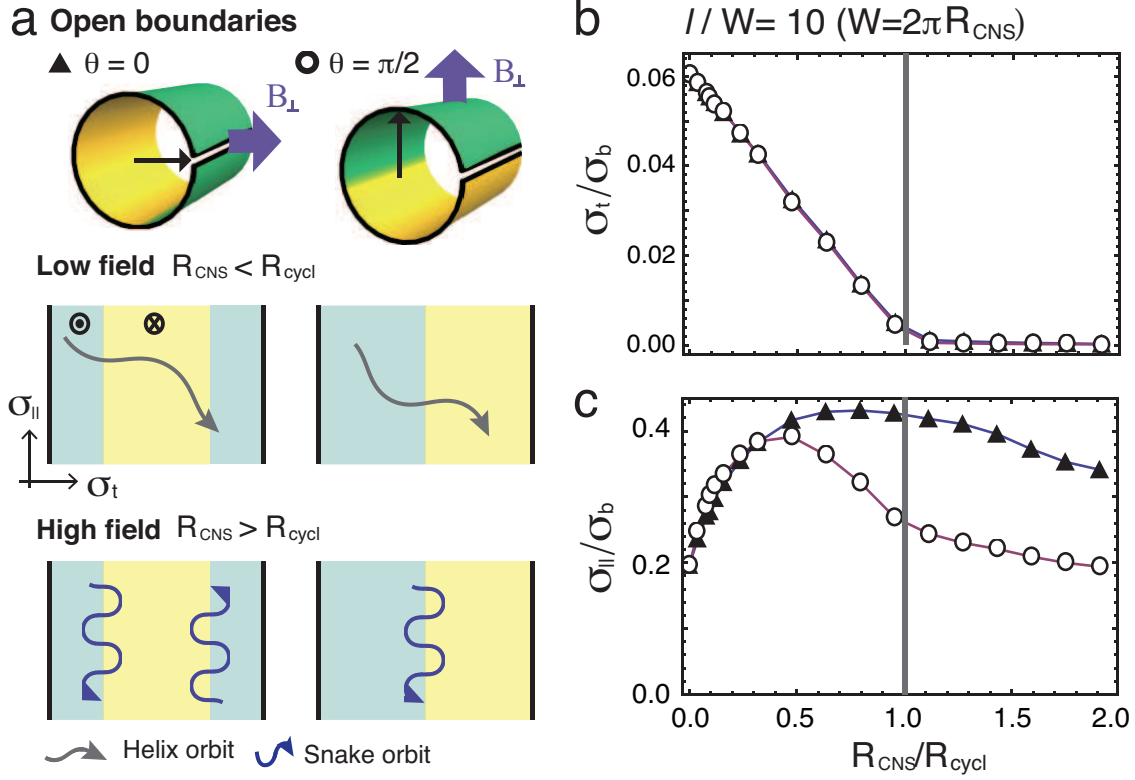 a Open boundaries
▲ θ = 0
○ θ = π/2
B⊥
B⊥
Low field R_CNS < R_cycl
σ_ll
σ_t
High field R_CNS > R_cycl
Helix orbit
Snake orbit
b l / W= 10 (W=2πR_CNS)
σ_t/σ_b
0.06
0.04
0.02
0.00
c
σ_ll/σ_b
0.4
0.2
0.0
0.0 0.5 1.0 1.5 2.0
R_CNS/R_cycl